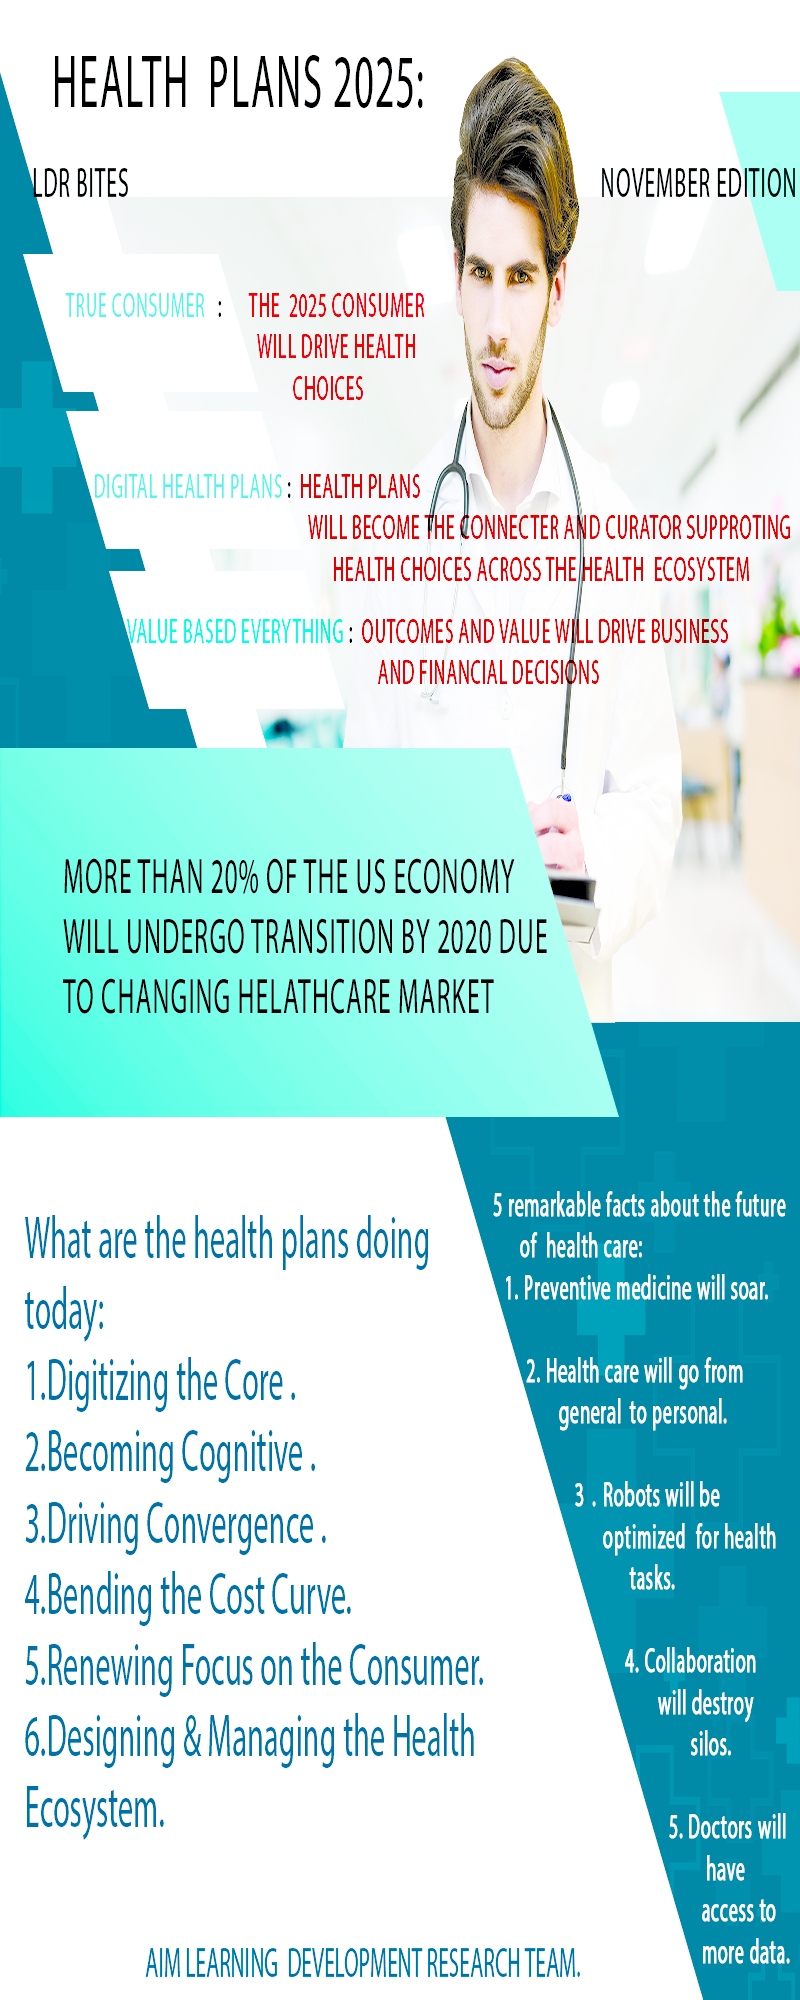 HEALTH PLANS 2025:
LDR BITES
NOVEMBER EDITION
TRUE CONSUMER : THE 2025 CONSUMER
WILL DRIVE HEALTH
CHOICES
DIGITAL HEALTH PLANS : HEALTH PLANS
WILL BECOME THE CONNECTER AND CURATOR SUPPROTING
HEALTH CHOICES ACROSS THE HEALTH ECOSYSTEM
VALUE BASED EVERYTHING : OUTCOMES AND VALUE WILL DRIVE BUSINESS
AND FINANCIAL DECISIONS
MORE THAN 20% OF THE US ECONOMY
WILL UNDERGO TRANSITION BY 2020 DUE
TO CHANGING HELATHCARE MARKET
What are the health plans doing
today:
1.Digitizing the Core .
2.Becoming Cognitive .
3.Driving Convergence .
4.Bending the Cost Curve.
5.Renewing Focus on the Consumer.
6.Designing & Managing the Health
Ecosystem.
5 remarkable facts about the future
of health care:
1. Preventive medicine will soar.
2. Health care will go from
general to personal.
3 . Robots will be
optimized for health
tasks.
4. Collaboration
will destroy
silos.
5. Doctors will
have
access to
more data.
AIM LEARNING DEVELOPMENT RESEARCH TEAM.